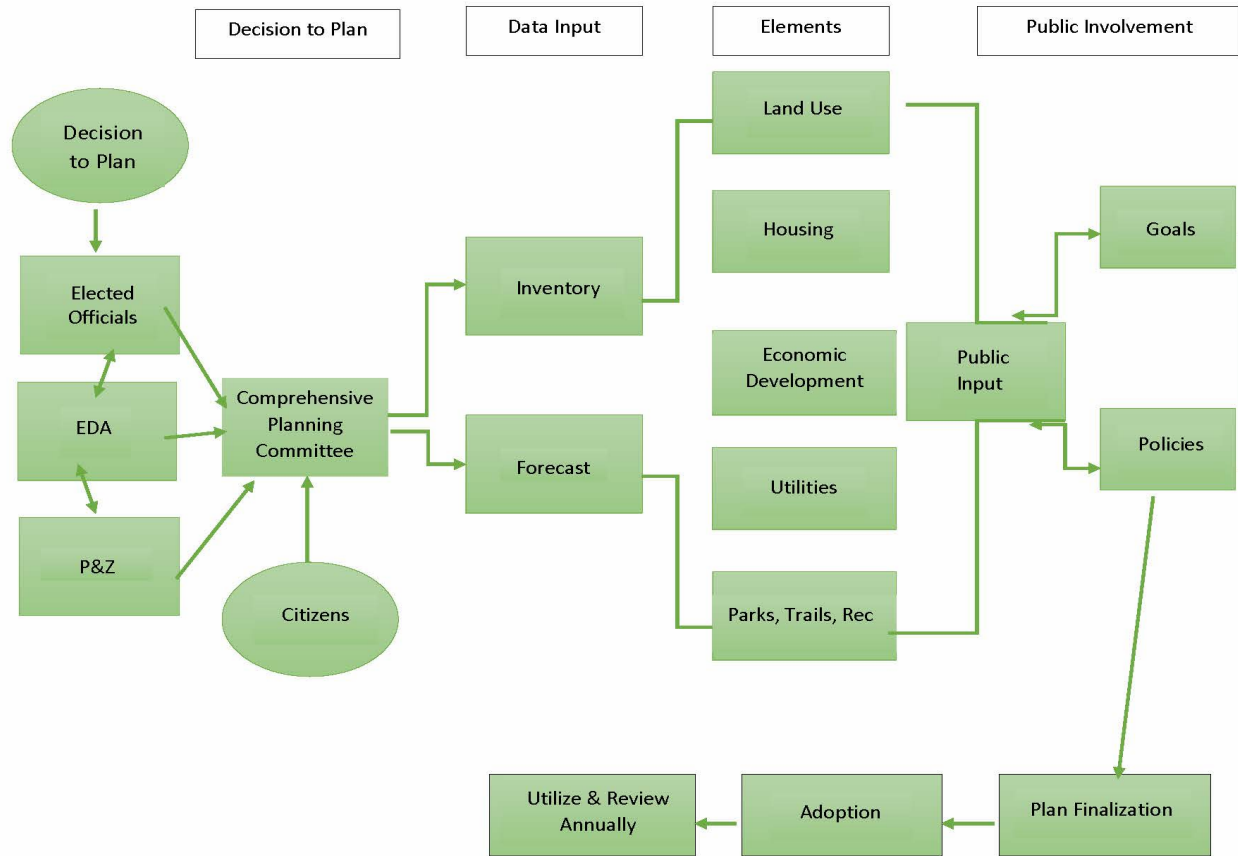 Decision to Plan
Data Input
Elements
Public Involvement
Decision
to Plan
Elected
Officials
EDA
P&Z
Comprehensive
Planning
Committee
Citizens
Inventory
Forecast
Land Use
Housing
Economic
Development
Utilities
Parks, Trails, Rec
Public
Input
Goals
Policies
Plan Finalization
Adoption
Utilize & Review
Annually